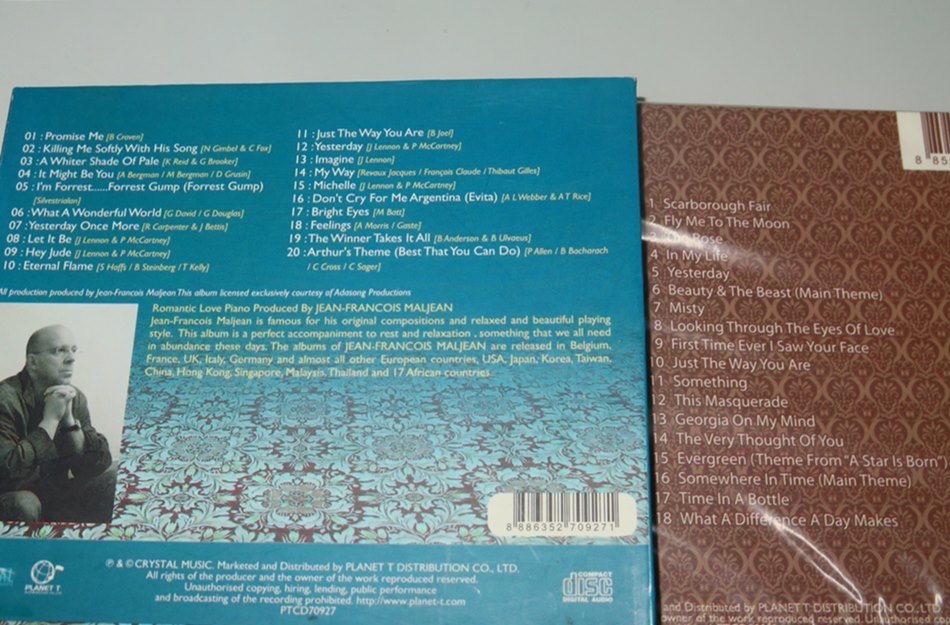 01 : Promise Me [B Craven]
02 : Killing Me Softly With His Song [N Gimbel & C Fox]
03 : A Whiter Shade Of Pale [K Reid & G Brooker]
04 : It Might Be You [A Bergman / M Bergman / D Grusin]
05 : I'm Forrest......Forrest Gump (Forrest Gump)
[Silvestrialan]
06 : What A Wonderful World [G David / G Douglas]
07 : Yesterday Once More [R Carpenter & J Bettis]
08 : Let It Be [J Lennon & P McCartney]
09 : Hey Jude [J Lennon & P McCartney]
10 : Eternal Flame [S Hoffs / B Steinberg / T Kelly]
11 : Just The Way You Are [B Joel]
12 : Yesterday [J Lennon & P McCartney]
13 : Imagine [J Lennon]
14 : My Way [Revaux Jacques / François Claude / Thibaut Gilles]
15 : Michelle [J Lennon & P McCartney]
16 : Don't Cry For Me Argentina (Evita) [A L Webber & A T Rice]
17 : Bright Eyes [M Batt]
18 : Feelings [A Morris / Gaste]
19 : The Winner Takes It All [B Anderson & B Ulvaeus]
20 : Arthur's Theme (Best That You Can Do) [P Allen / B Bacharach
/ C Cross / C Sager]
All production produced by Jean-Francois Maljean This album licensed exclusively courtesy of Adasong Productions
Romantic Love Piano Produced By JEAN-FRANCOIS MALJEAN
Jean-Francois Maljean is famous for his original compositions and relaxed and beautiful playing
style. This album is a perfect accompaniment to rest and relaxation , something that we all need
in abundance these days. The albums of JEAN-FRANCOIS MALJEAN are released in Belgium,
France, UK, Italy, Germany and almost all other European countries, USA, Japan, Korea, Taiwan,
China, Hong Kong, Singapore, Malaysia, Thailand and 17 African countries
8 886352 709271
PLANET T
℗ & © CRYSTAL MUSIC. Marketed and Distributed by PLANET T DISTRIBUTION CO., LTD.
All rights of the producer and the owner of the work reproduced reserved.
Unauthorised copying, hiring, lending, public performance
and broadcasting of the recording prohibited. http://www.planet-t.com
PTCD70927
COMPACT
disc
DIGITAL AUDIO
8 85
1 Scarborough Fair
2 Fly Me To The Moon
3 The Rose
4 In My Life
5 Yesterday
6 Beauty & The Beast (Main Theme)
7 Misty
8 Looking Through The Eyes Of Love
9 First Time Ever I Saw Your Face
10 Just The Way You Are
11 Something
12 This Masquerade
13 Georgia On My Mind
14 The Very Thought Of You
15 Evergreen (Theme From "A Star Is Born"
16 Somewhere In Time (Main Theme)
17 Time In A Bottle
18 What A Difference A Day Makes
and Distributed by PLANET T DISTRIBUTION CO., LTD.
owner of the work reproduced reserved. Unauthorised co